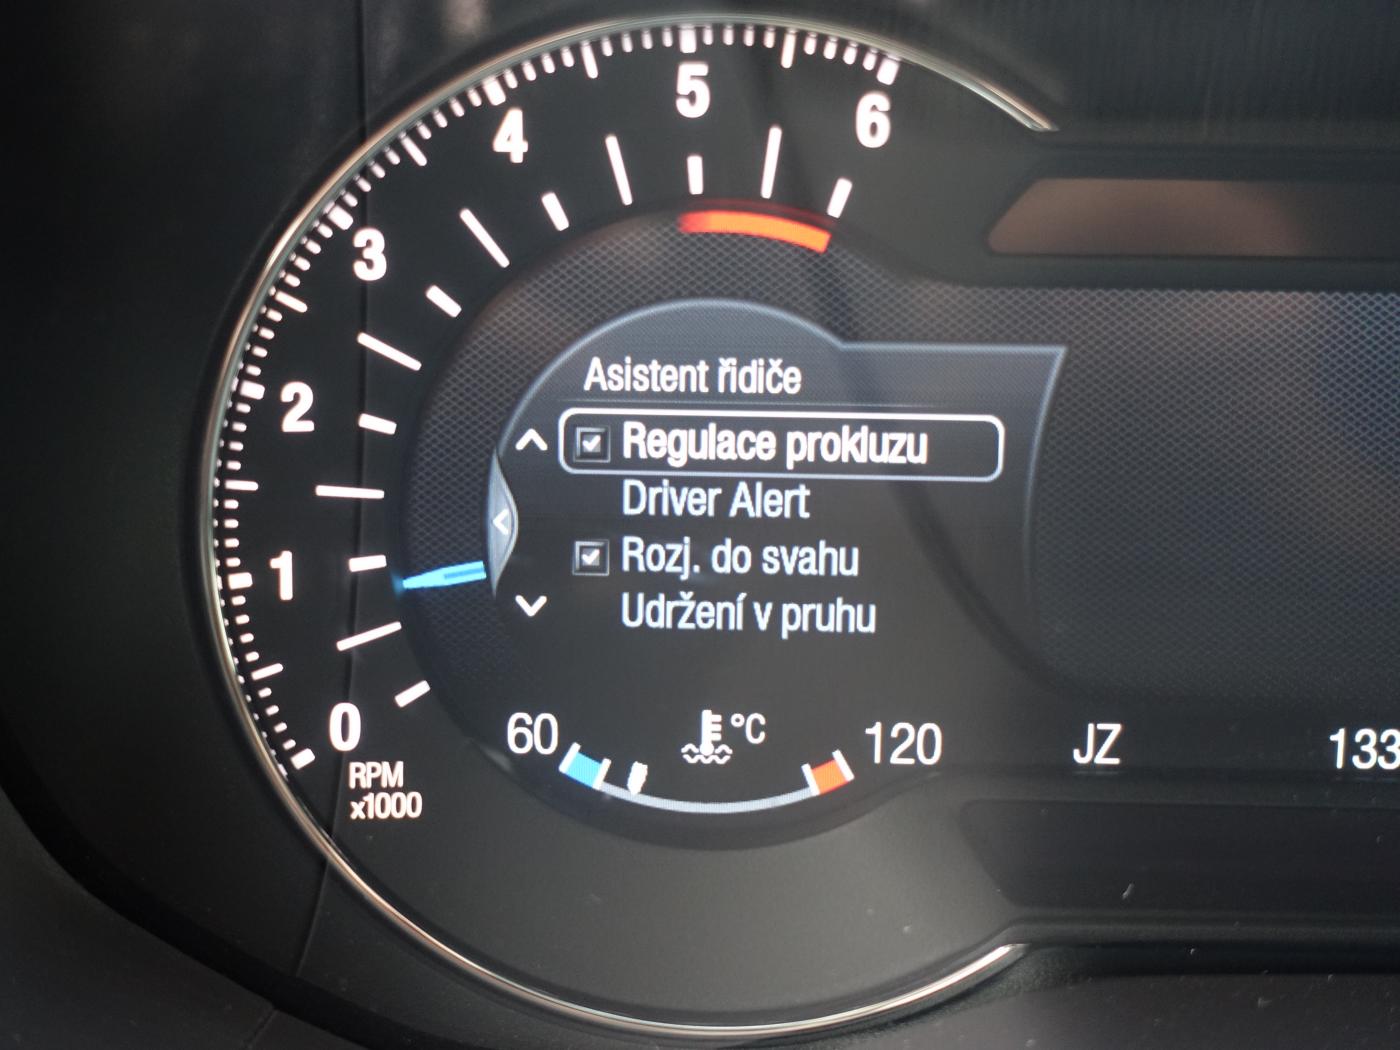 5
6
4
3
2
1
0
RPM
x1000
Asistent řidiče
Regulace prokluzu
Driver Alert
Rozj. do svahu
Udržení v pruhu
60 °C 120
JZ 133